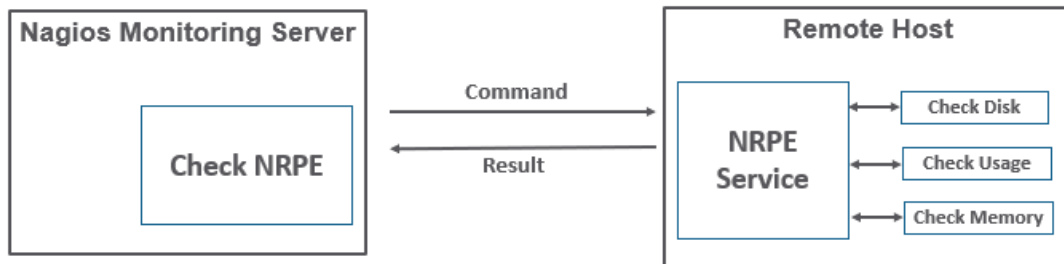 Nagios Monitoring Server
Check NRPE
Command
Result
Remote Host
NRPE
Service
Check Disk
Check Usage
Check Memory